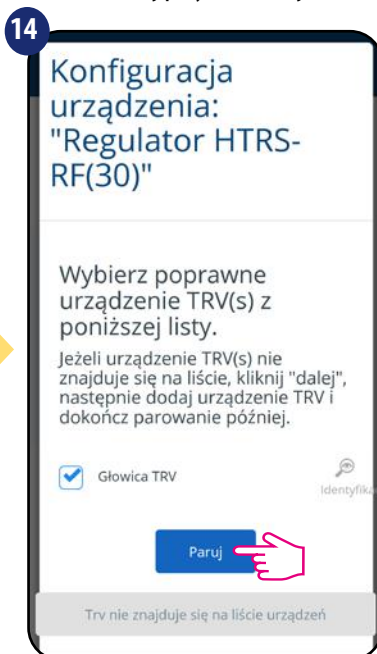 14
Konfiguracja
urządzenia:
"Regulator HTRS-
RF(30)"
Wybierz poprawne
urządzenie TRV(s) z
poniższej listy.
Jeżeli urządzenie TRV(s) nie
znajduje się na liście, kliknij "dalej",
następnie dodaj urządzenie TRV i
dokończ parowanie później.
Głowica TRV
Identyfika
Paruj
Trv nie znajduje się na liście urządzeń